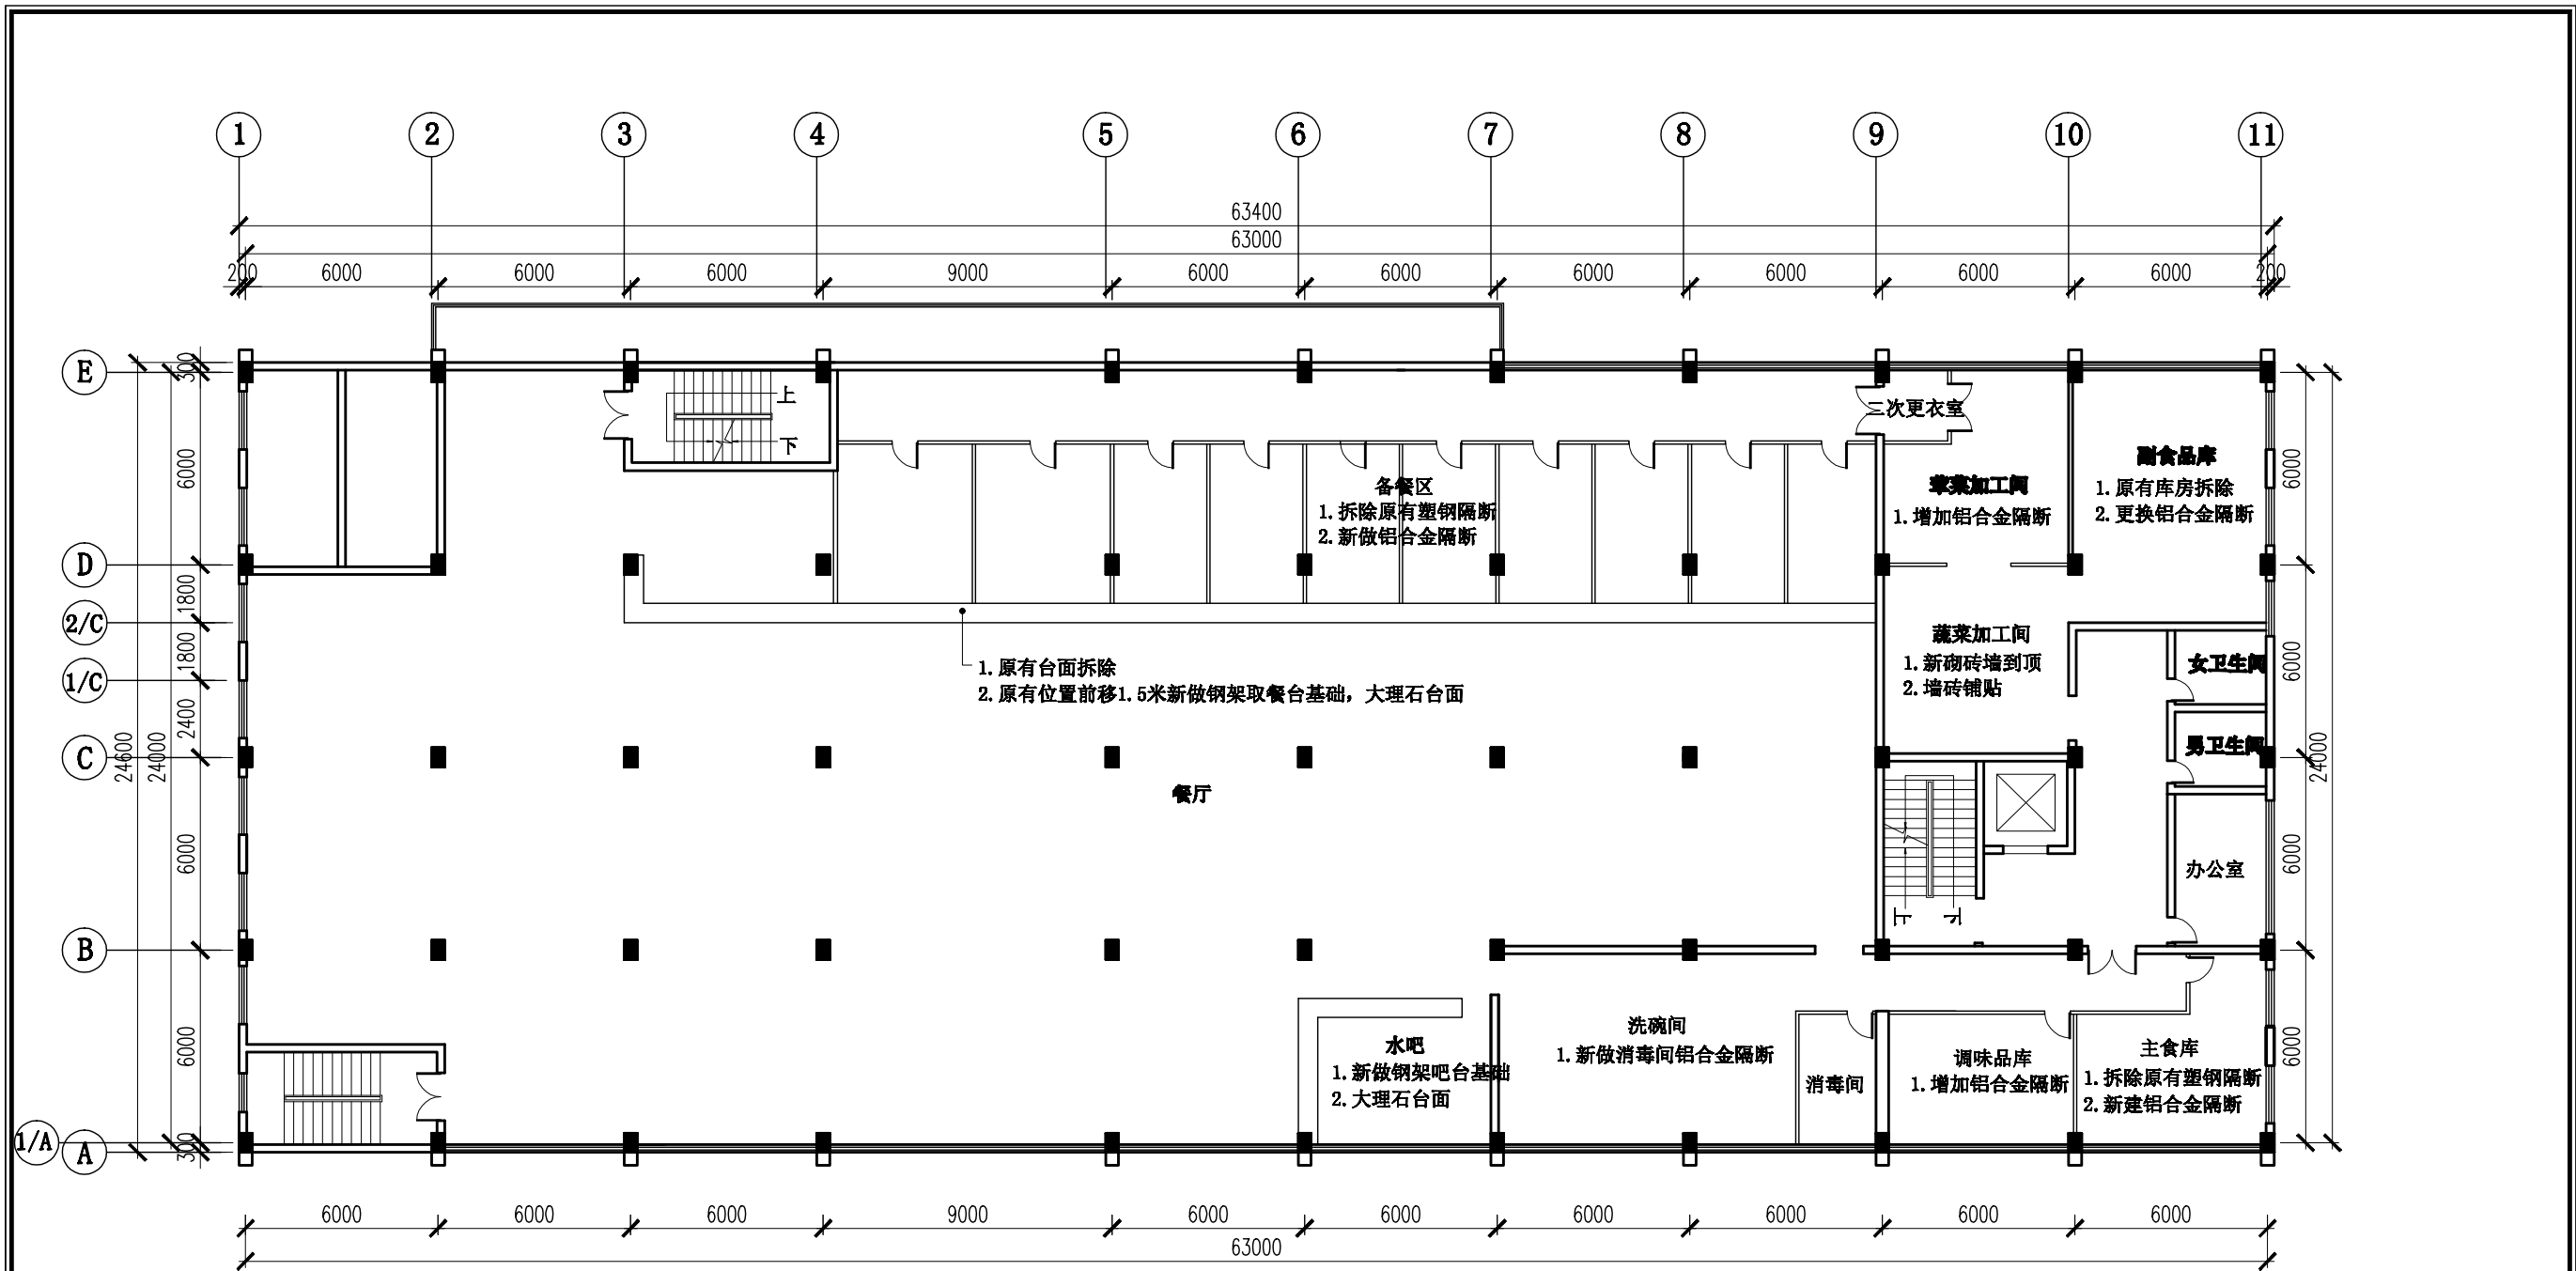 1 2 3 4 5 6 7 8 9 10 11
63400
63000
200 6000 6000 6000 9000 6000 6000 6000 6000 6000 6000 200
E
D
2/C
1/C
C
B
1/A
A
300
6000
1800
1800
2400
6000
6000
300
24600
24000
上
下
二次更衣室
备餐区
1. 拆除原有塑钢隔断
2. 新做铝合金隔断
荤菜加工间
1. 增加铝合金隔断
副食品库
1. 原有库房拆除
2. 更换铝合金隔断
1. 原有台面拆除
2. 原有位置前移1.5米新做钢架取餐台基础，大理石台面
蔬菜加工间
1. 新砌砖墙到顶
2. 墙砖铺贴
女卫生间
男卫生间
餐厅
办公室
上
下
水吧
1. 新做钢架吧台基础
2. 大理石台面
洗碗间
1. 新做消毒间铝合金隔断
消毒间
调味品库
1. 增加铝合金隔断
主食库
1. 拆除原有塑钢隔断
2. 新建铝合金隔断
6000
6000
6000
6000
24000
6000 6000 6000 9000 6000 6000 6000 6000 6000 6000
63000